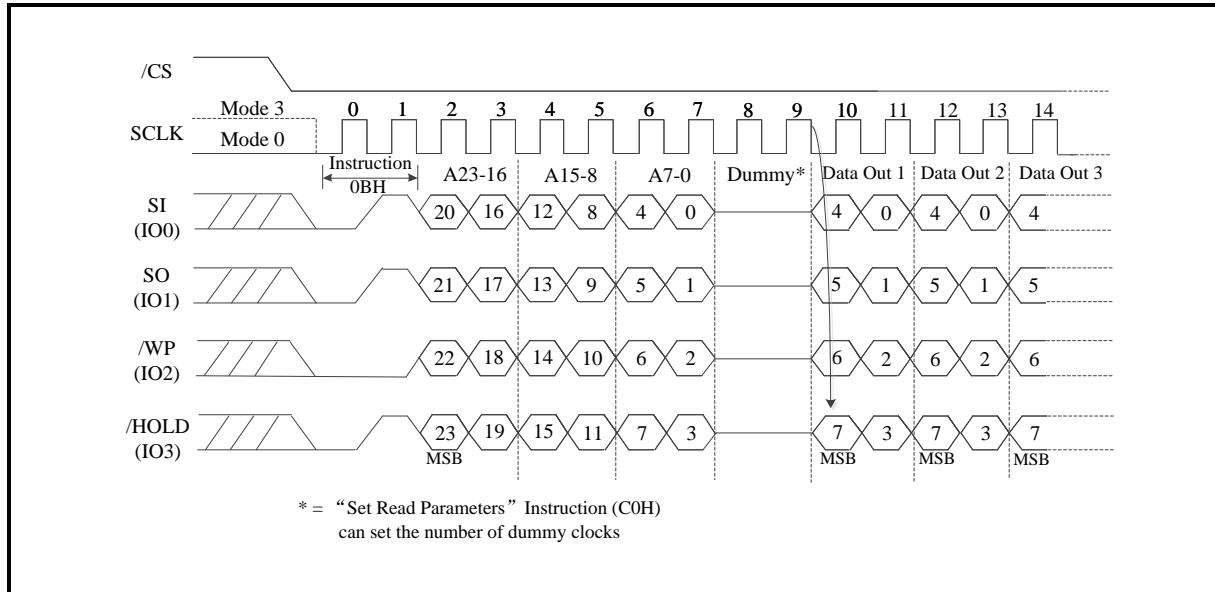 /CS
Mode 3
0 1 2 3 4 5 6 7 8 9 10 11 12 13 14
SCLK
Mode 0
Instruction
0BH
A23-16 A15-8 A7-0 Dummy* Data Out 1 Data Out 2 Data Out 3
SI
(IO0)
20 16 12 8 4 0 4 0 4 0 4
SO
(IO1)
21 17 13 9 5 1 5 1 5 1 5
/WP
(IO2)
22 18 14 10 6 2 6 2 6 2 6
/HOLD
(IO3)
23 19 15 11 7 3 7 3 7 3 7
MSB MSB MSB MSB
* = “Set Read Parameters” Instruction (C0H)
can set the number of dummy clocks